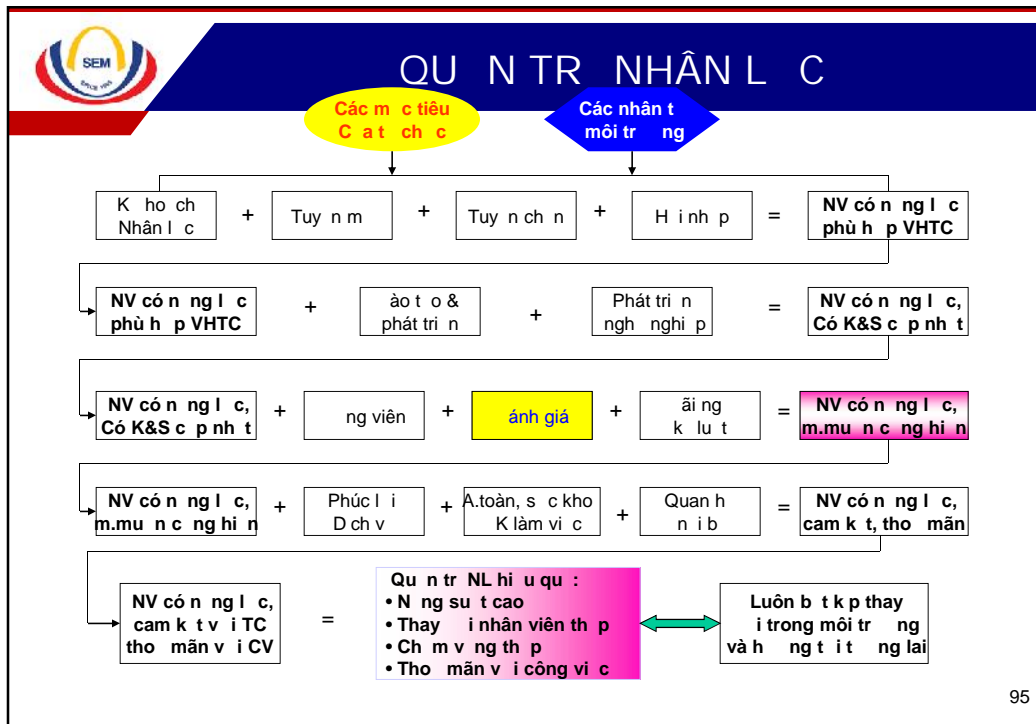 SEM
SINCE 1965
QU N TR NHÂN L C
Các m c tiêu
C a t ch c
Các nhân t
môi tr ng
K ho ch
Nhân l c
+
Tuy n m
+
Tuy n ch n
+
H i nh p
=
NV có n ng l c
phù h p VHTC
NV có n ng l c
phù h p VHTC
+
ào t o &
phát tri n
+
Phát tri n
ngh nghi p
=
NV có n ng l c,
Có K&S c p nh t
NV có n ng l c,
Có K&S c p nh t
+
ng viên
+
ánh giá
+
ãi ng
k lu t
=
NV có n ng l c,
m.mu n c ng hi n
NV có n ng l c,
m.mu n c ng hi n
+
Phúc l i
D ch v
+
A.toàn, s c kho
K làm vi c
+
Quan h
n i b
=
NV có n ng l c,
cam k t, tho mãn
NV có n ng l c,
cam k t v i TC
tho mãn v i CV
=
Qu n tr NL hi u qu :
• N ng su t cao
• Thay i nhân viên th p
• Ch m v ng th p
• Tho mãn v i công vi c
Luôn b t k p thay
i trong môi tr ng
và h ng t i t ng lai
95